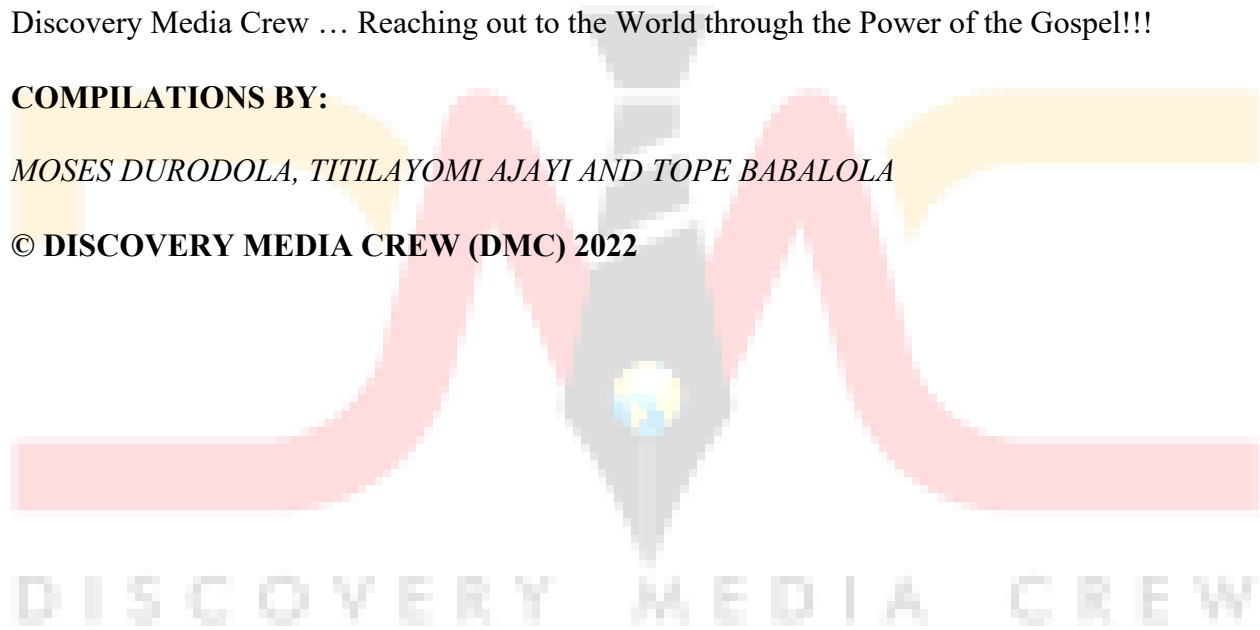 Discovery Media Crew … Reaching out to the World through the Power of the Gospel!!!
COMPILATIONS BY:
MOSES DURODOLA, TITILAYOMI AJAYI AND TOPE BABALOLA
© DISCOVERY MEDIA CREW (DMC) 2022
DISCOVERY MEDIA CREW